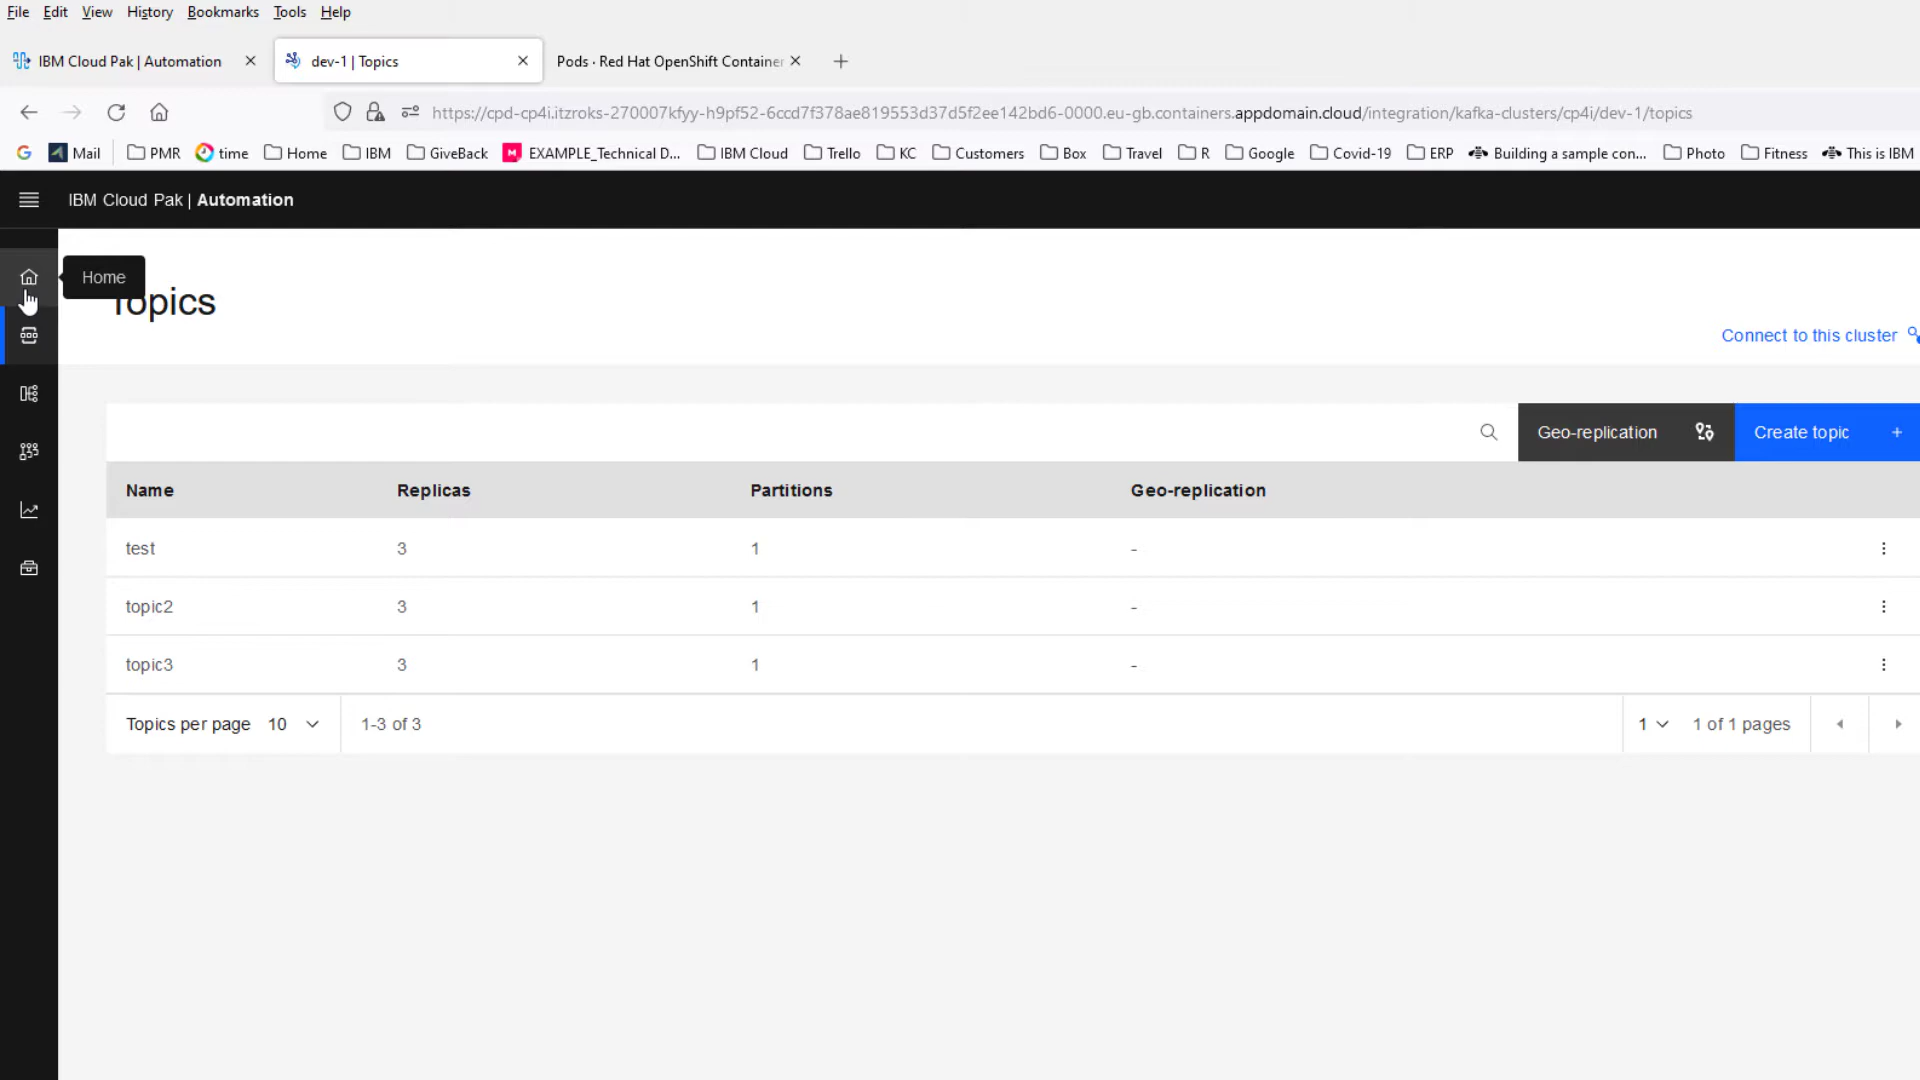 File Edit View History Bookmarks Tools Help
IBM Cloud Pak | Automation dev-1 | Topics Pods · Red Hat OpenShift Container
https://cpd-cp4i.itzroks-270007kfyy-h9pf52-6ccd7f378ae819553d37d5f2ee142bd6-0000.eu-gb.containers.appdomain.cloud/integration/kafka-clusters/cp4i/dev-1/topics
Mail PMR time Home IBM GiveBack EXAMPLE_Technical D... IBM Cloud Trello KC Customers Box Travel R Google Covid-19 ERP Building a sample con... Photo Fitness This is IBM
IBM Cloud Pak | Automation
Home
Topics
Connect to this cluster
Geo-replication Create topic +
Name Replicas Partitions Geo-replication
test 3 1 -
topic2 3 1 -
topic3 3 1 -
Topics per page 10 1-3 of 3 1 1 of 1 pages